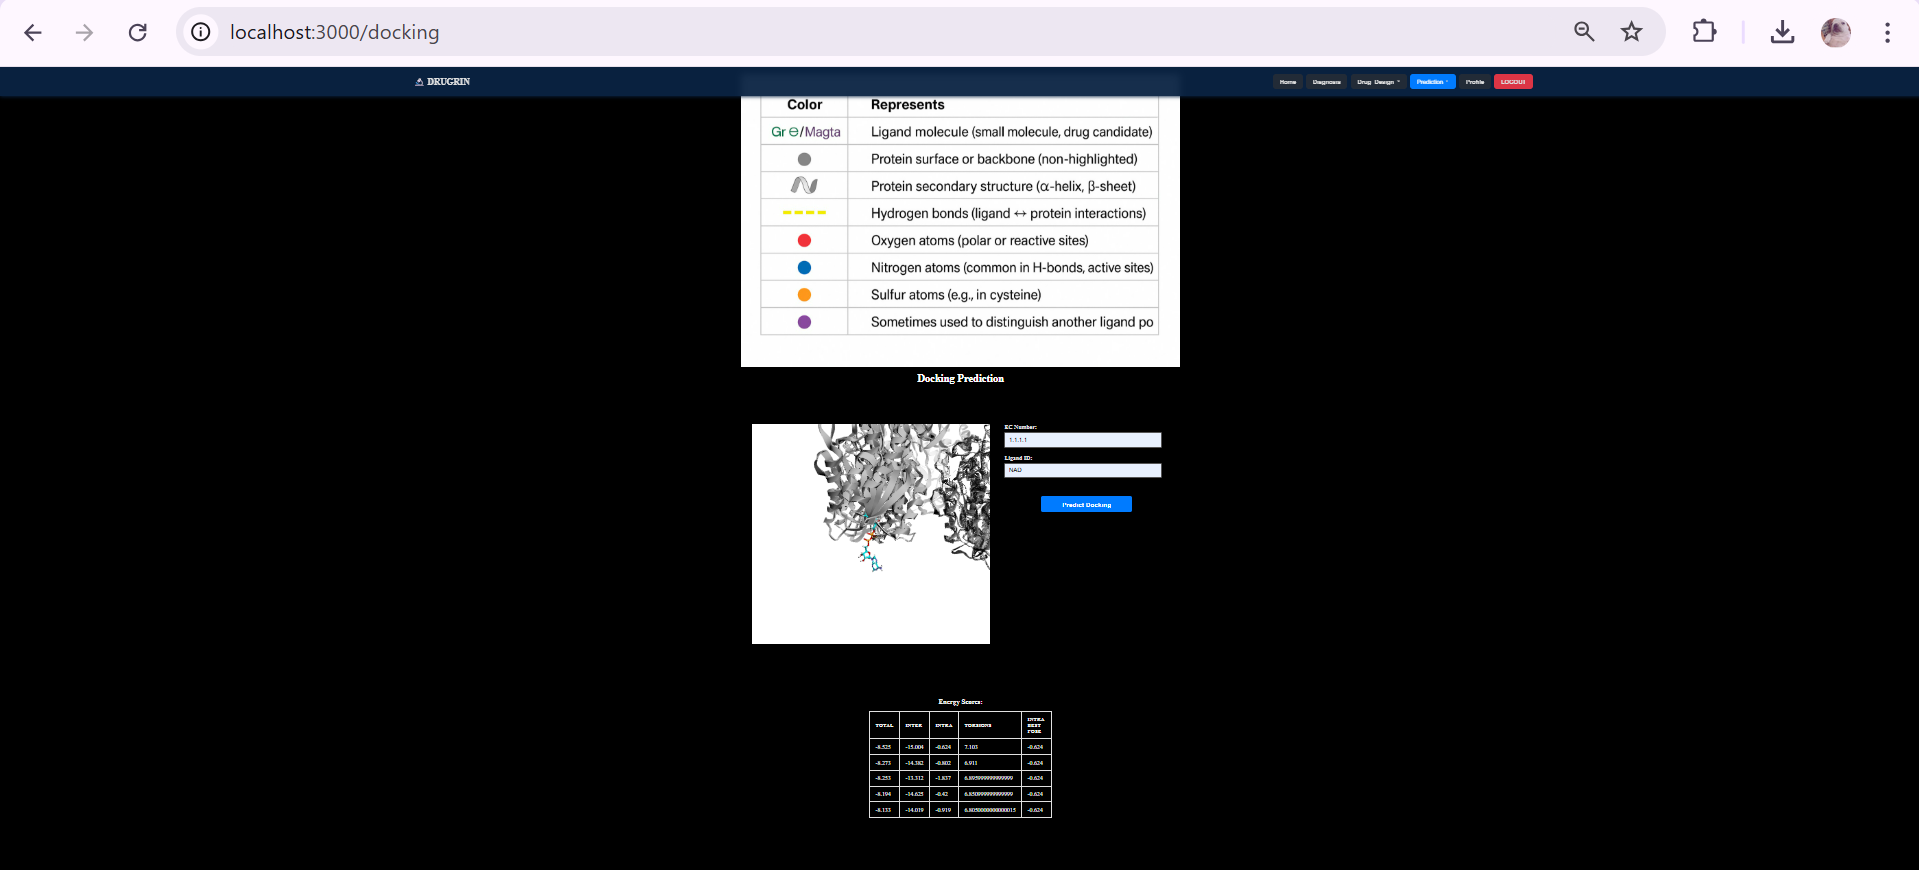 localhost:3000/docking
DRUGRIN
Home Diagnosis Drug Design Prediction Profile LOGOUT
Color Represents
Gr ⊖/Magta Ligand molecule (small molecule, drug candidate)
Protein surface or backbone (non-highlighted)
Protein secondary structure (α-helix, β-sheet)
Hydrogen bonds (ligand ↔ protein interactions)
Oxygen atoms (polar or reactive sites)
Nitrogen atoms (common in H-bonds, active sites)
Sulfur atoms (e.g., in cysteine)
Sometimes used to distinguish another ligand po
Docking Prediction
EC Number:
1.1.1.1
Ligand ID:
NAD
Predict Docking
Energy Scores:
TOTAL INTER INTRA TORSIONS INTRA BEST POSE
-8.525 -15.004 -0.624 7.103 -0.624
-8.273 -14.382 -0.802 6.911 -0.624
-8.253 -13.312 -1.837 6.895999999999999 -0.624
-8.194 -14.625 -0.42 6.850999999999999 -0.624
-8.133 -14.019 -0.919 6.8050000000000015 -0.624